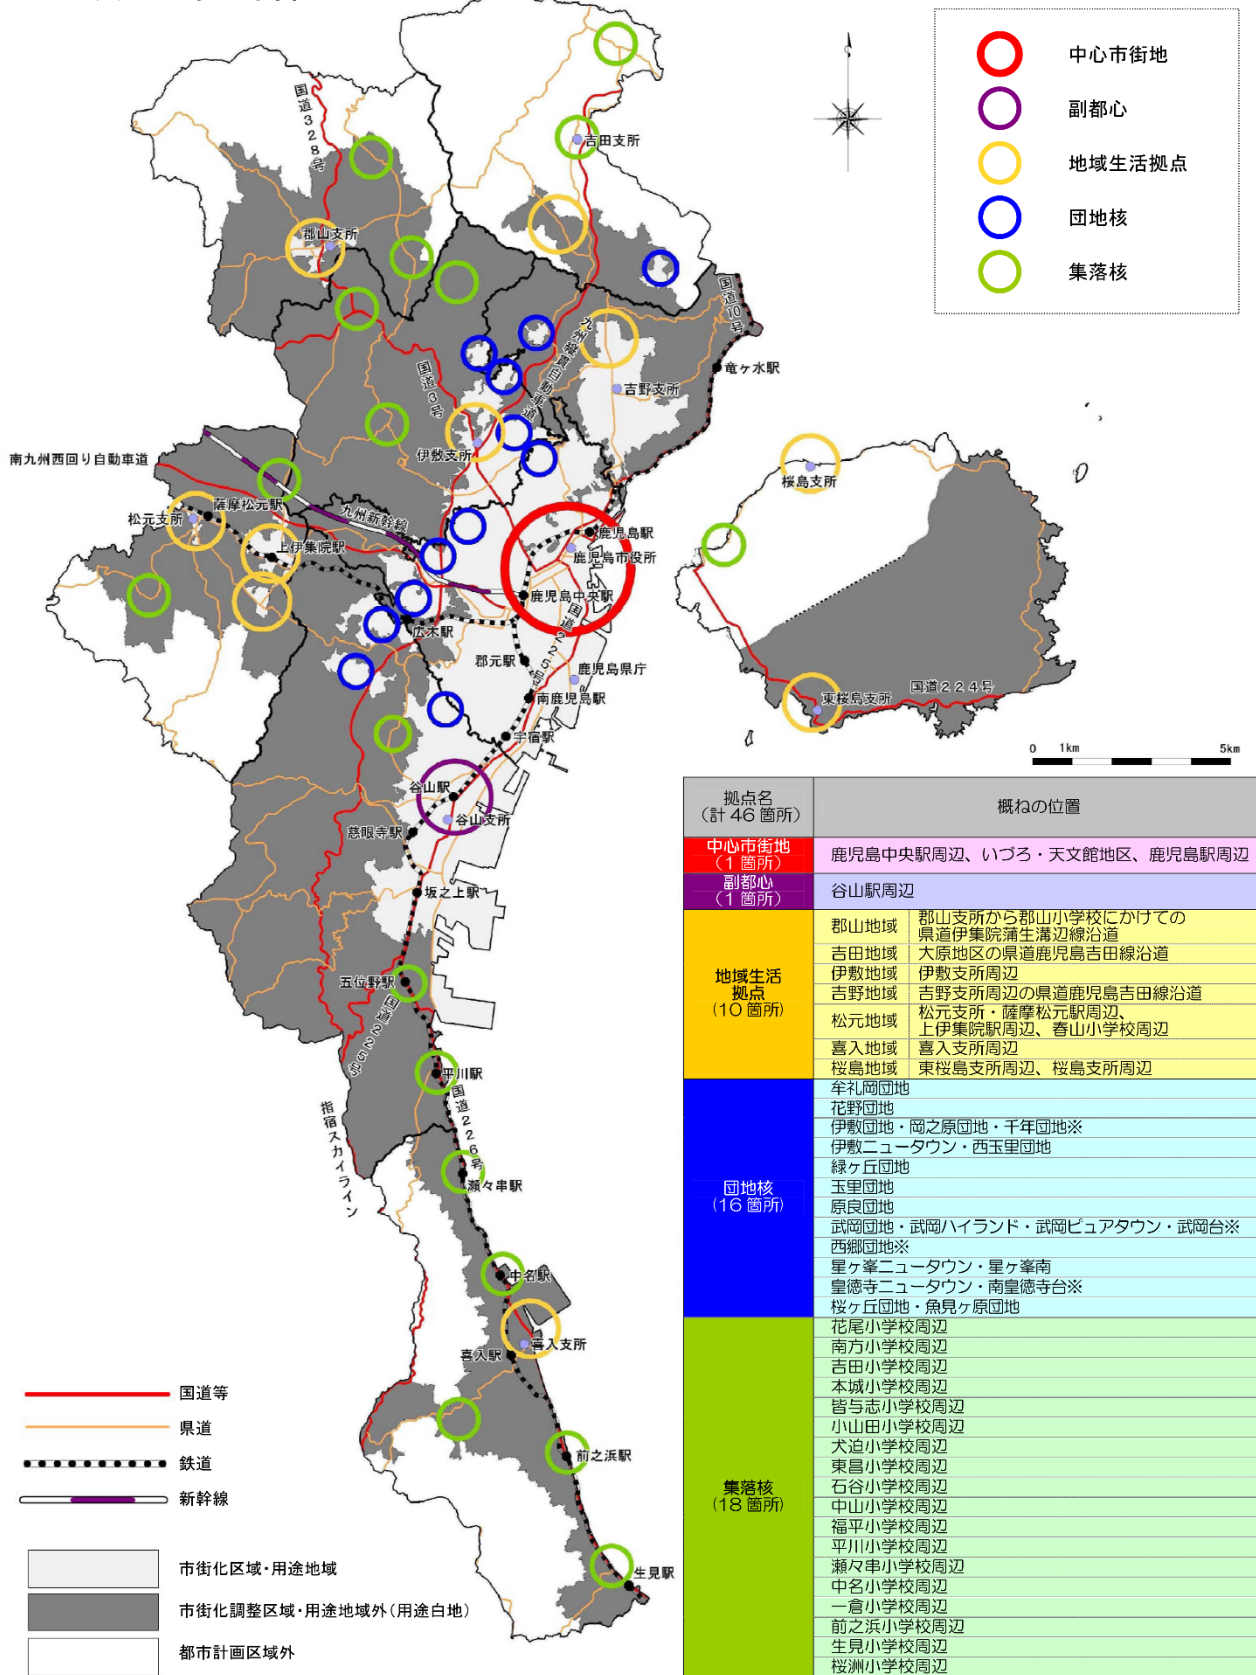 中心市街地
副都心
地域生活拠点
団地核
集落核
国道328号
吉田支所
郡山支所
国道10号
九州縦貫自動車道
竜ヶ水駅
国道3号
吉野支所
伊敷支所
南九州西回り自動車道
桜島支所
薩摩松元駅
松元支所
九州新幹線
鹿児島駅
上伊集院駅
鹿児島市役所
鹿児島中央駅
国道225号
広木駅
郡元駅
鹿児島県庁
南鹿児島駅
国道224号
東桜島支所
宇宿駅
0 1km 5km
谷山駅
谷山支所
慈眼寺駅
坂之上駅
五位野駅
国道225号
平川駅
国道226号
指宿スカイライン
瀬々串駅
中名駅
喜入支所
喜入駅
前之浜駅
生見駅
国道等
県道
鉄道
新幹線
市街化区域・用途地域
市街化調整区域・用途地域外(用途白地)
都市計画区域外
拠点名
(計 46 箇所)
概ねの位置
中心市街地
(1 箇所)
鹿児島中央駅周辺、いづろ・天文館地区、鹿児島駅周辺
副都心
(1 箇所)
谷山駅周辺
地域生活
拠点
(10 箇所)
郡山地域 郡山支所から郡山小学校にかけての
県道伊集院蒲生溝辺線沿道
吉田地域 大原地区の県道鹿児島吉田線沿道
伊敷地域 伊敷支所周辺
吉野地域 吉野支所周辺の県道鹿児島吉田線沿道
松元地域 松元支所・薩摩松元駅周辺、
上伊集院駅周辺、春山小学校周辺
喜入地域 喜入支所周辺
桜島地域 東桜島支所周辺、桜島支所周辺
団地核
(16 箇所)
牟礼岡団地
花野団地
伊敷団地・岡之原団地・千年団地※
伊敷ニュータウン・西玉里団地
緑ヶ丘団地
玉里団地
原良団地
武岡団地・武岡ハイランド・武岡ピュアタウン・武岡台※
西郷団地※
星ヶ峯ニュータウン・星ヶ峯南
皇徳寺ニュータウン・南皇徳寺台※
桜ヶ丘団地・魚見ヶ原団地
集落核
(18 箇所)
花尾小学校周辺
南方小学校周辺
吉田小学校周辺
本城小学校周辺
皆与志小学校周辺
小山田小学校周辺
犬迫小学校周辺
東昌小学校周辺
石谷小学校周辺
中山小学校周辺
福平小学校周辺
平川小学校周辺
瀬々串小学校周辺
中名小学校周辺
一倉小学校周辺
前之浜小学校周辺
生見小学校周辺
桜洲小学校周辺